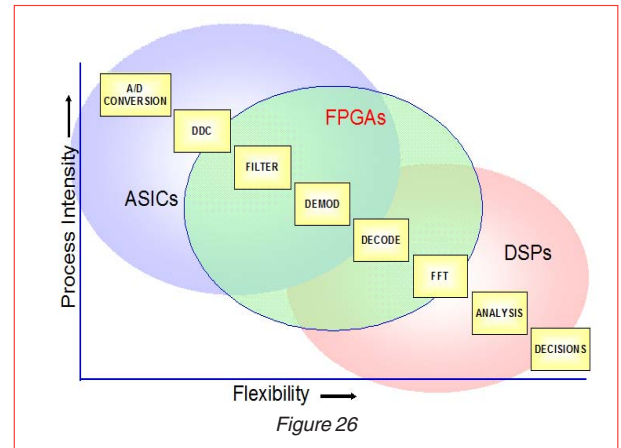 A/D
CONVERSION
FPGAs
DDC
FILTER
ASICs
DEMOD
DECODE
DSPs
FFT
ANALYSIS
DECISIONS
Process Intensity
Flexibility
Figure 26